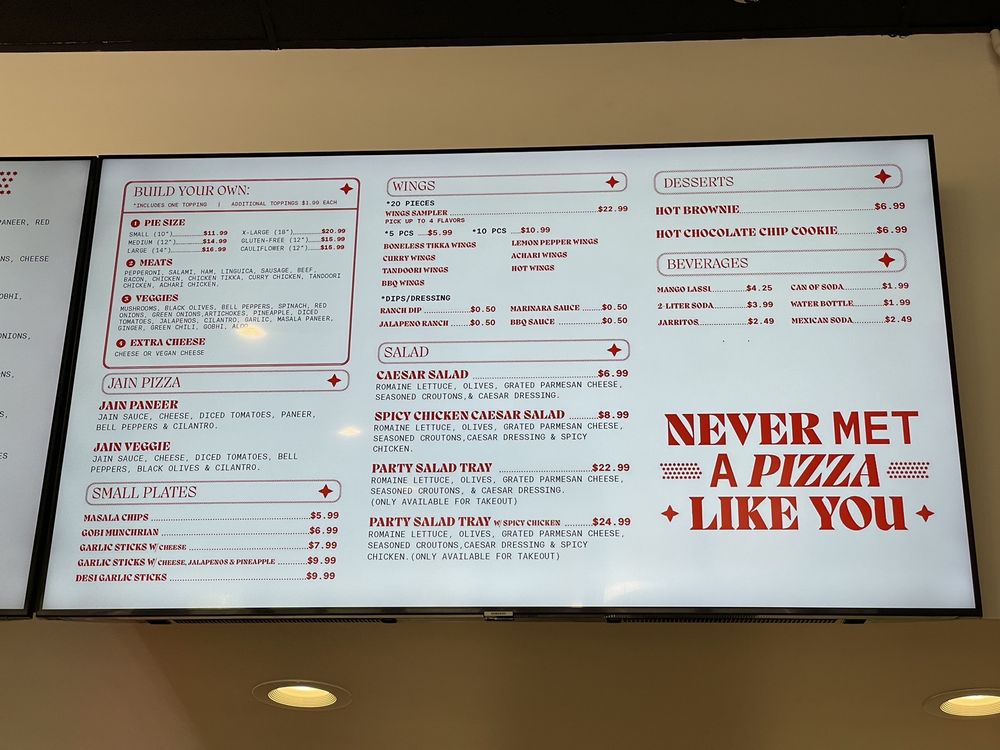 PANEER, RED
NS, CHEESE
OBHI,
ONIONS,
NS,
S,
ES
BUILD YOUR OWN:
*INCLUDES ONE TOPPING | ADDITIONAL TOPPINGS $1.99 EACH
1 PIE SIZE
SMALL (10")...$11.99 X-LARGE (18")...$20.99
MEDIUM (12")...$14.99 GLUTEN-FREE (12")...$15.99
LARGE (14")...$16.99 CAULIFLOWER (12")...$15.99
2 MEATS
PEPPERONI, SALAMI, HAM, LINGUICA, SAUSAGE, BEEF,
BACON, CHICKEN, CHICKEN TIKKA, CURRY CHICKEN, TANDOORI
CHICKEN, ACHARI CHICKEN.
3 VEGGIES
MUSHROOMS, BLACK OLIVES, BELL PEPPERS, SPINACH, RED
ONIONS, GREEN ONIONS,ARTICHOKES, PINEAPPLE, DICED
TOMATOES, JALAPENOS, CILANTRO, GARLIC, MASALA PANEER,
GINGER, GREEN CHILI, GOBHI, ALOO
4 EXTRA CHEESE
CHEESE OR VEGAN CHEESE
JAIN PIZZA
JAIN PANEER
JAIN SAUCE, CHEESE, DICED TOMATOES, PANEER,
BELL PEPPERS & CILANTRO.
JAIN VEGGIE
JAIN SAUCE, CHEESE, DICED TOMATOES, BELL
PEPPERS, BLACK OLIVES & CILANTRO.
SMALL PLATES
MASALA CHIPS ...$5.99
GOBI MUNCHRIAN ...$6.99
GARLIC STICKS W/ CHEESE ...$7.99
GARLIC STICKS W/ CHEESE, JALAPENOS & PINEAPPLE ...$9.99
DESI GARLIC STICKS ...$9.99
WINGS
*20 PIECES
WINGS SAMPLER ...$22.99
PICK UP TO 4 FLAVORS
*5 PCS ...$5.99 *10 PCS ...$10.99
BONELESS TIKKA WINGS LEMON PEPPER WINGS
CURRY WINGS ACHARI WINGS
TANDOORI WINGS HOT WINGS
BBQ WINGS
*DIPS/DRESSING
RANCH DIP ...$0.50 MARINARA SAUCE ...$0.50
JALAPENO RANCH ...$0.50 BBQ SAUCE ...$0.50
SALAD
CAESAR SALAD ...$6.99
ROMAINE LETTUCE, OLIVES, GRATED PARMESAN CHEESE,
SEASONED CROUTONS,& CAESAR DRESSING.
SPICY CHICKEN CAESAR SALAD ...$8.99
ROMAINE LETTUCE, OLIVES, GRATED PARMESAN CHEESE,
SEASONED CROUTONS,CAESAR DRESSING & SPICY
CHICKEN.
PARTY SALAD TRAY ...$22.99
ROMAINE LETTUCE, OLIVES, GRATED PARMESAN CHEESE,
SEASONED CROUTONS, & CAESAR DRESSING.
(ONLY AVAILABLE FOR TAKEOUT)
PARTY SALAD TRAY W/ SPICY CHICKEN ...$24.99
ROMAINE LETTUCE, OLIVES, GRATED PARMESAN CHEESE,
SEASONED CROUTONS,CAESAR DRESSING & SPICY
CHICKEN.(ONLY AVAILABLE FOR TAKEOUT)
DESSERTS
HOT BROWNIE...$6.99
HOT CHOCOLATE CHIP COOKIE...$6.99
BEVERAGES
MANGO LASSI...$4.25 CAN OF SODA...$1.99
2-LITER SODA...$3.99 WATER BOTTLE...$1.99
JARRITOS...$2.49 MEXICAN SODA...$2.49
NEVER MET
A PIZZA
LIKE YOU